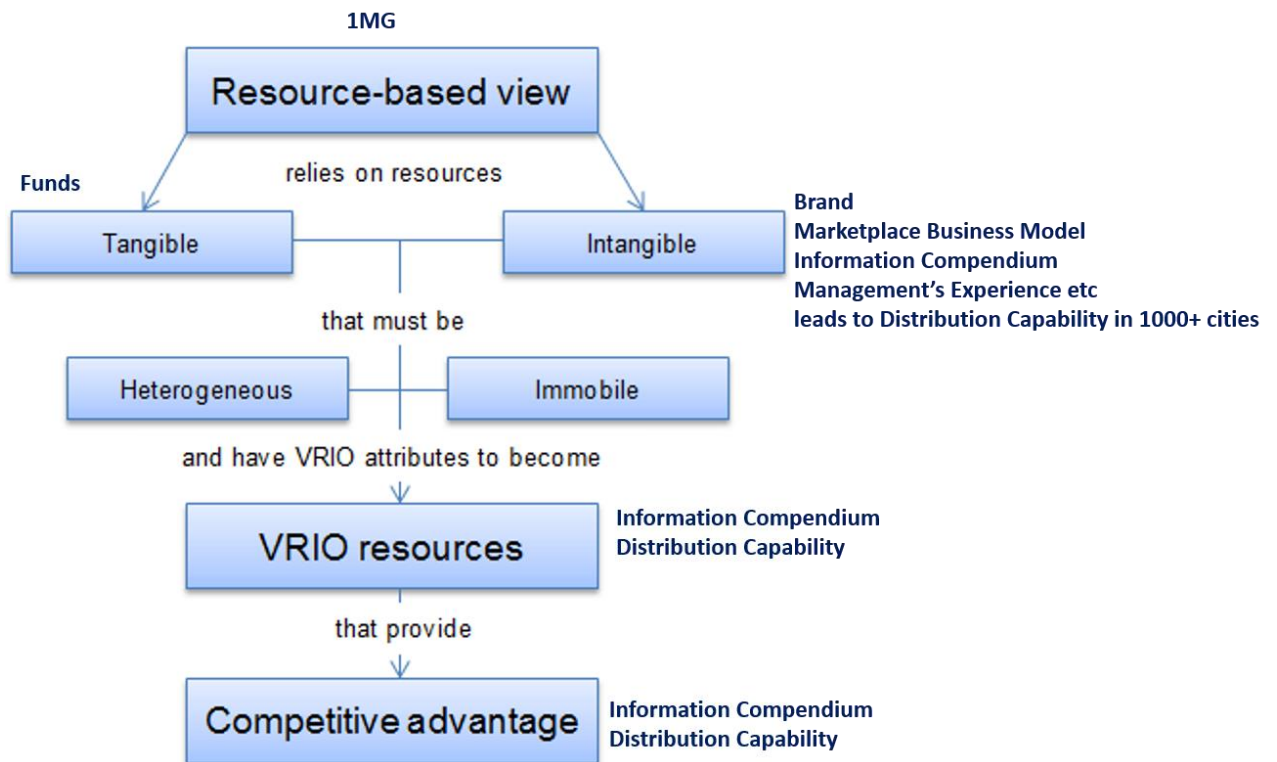 1MG
Resource-based view
relies on resources
Funds
Tangible
Intangible
Brand
Marketplace Business Model
Information Compendium
Management’s Experience etc
leads to Distribution Capability in 1000+ cities
that must be
Heterogeneous
Immobile
and have VRIO attributes to become
VRIO resources
Information Compendium
Distribution Capability
that provide
Competitive advantage
Information Compendium
Distribution Capability